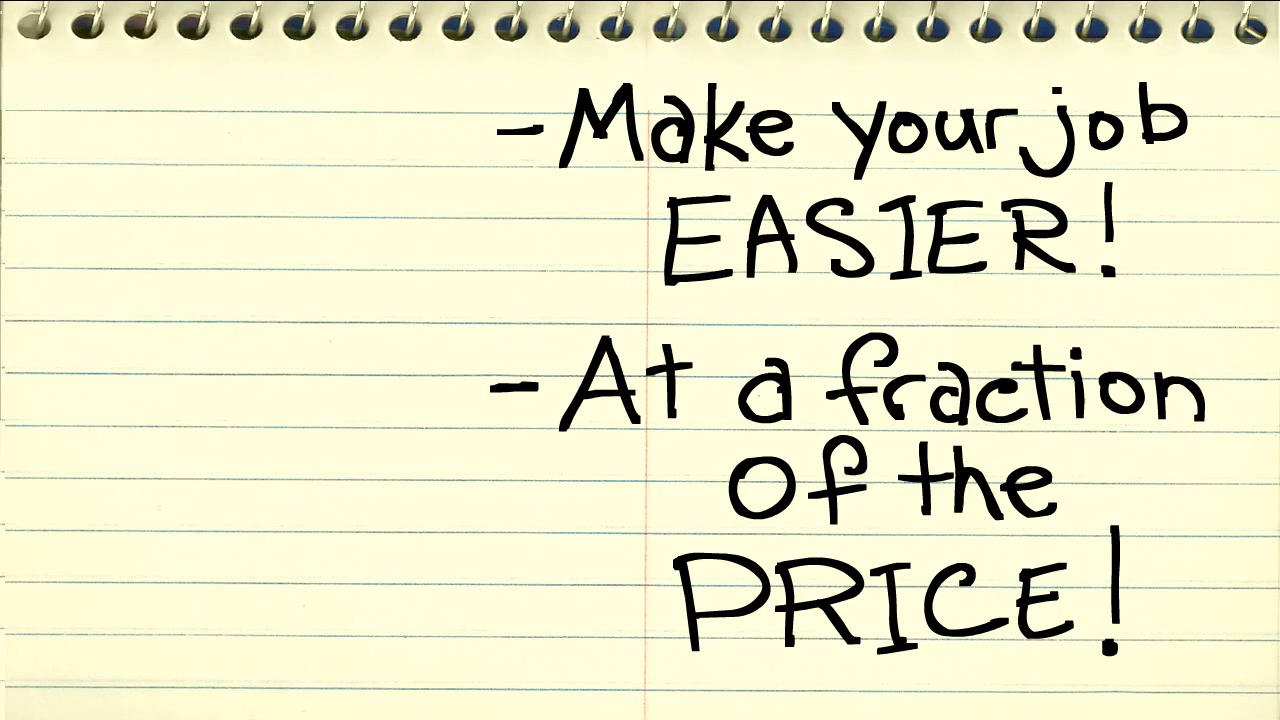 - Make your job
EASIER!
- At a fraction
of the
PRICE!